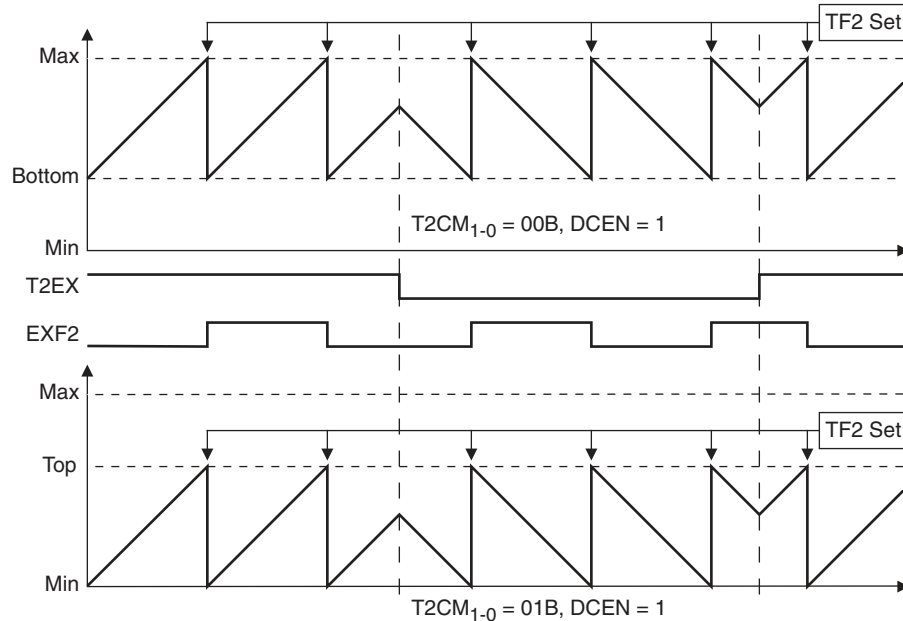 TF2 Set
Max
Bottom
T2CM1-0 = 00B, DCEN = 1
Min
T2EX
EXF2
Max
TF2 Set
Top
Min
T2CM1-0 = 01B, DCEN = 1